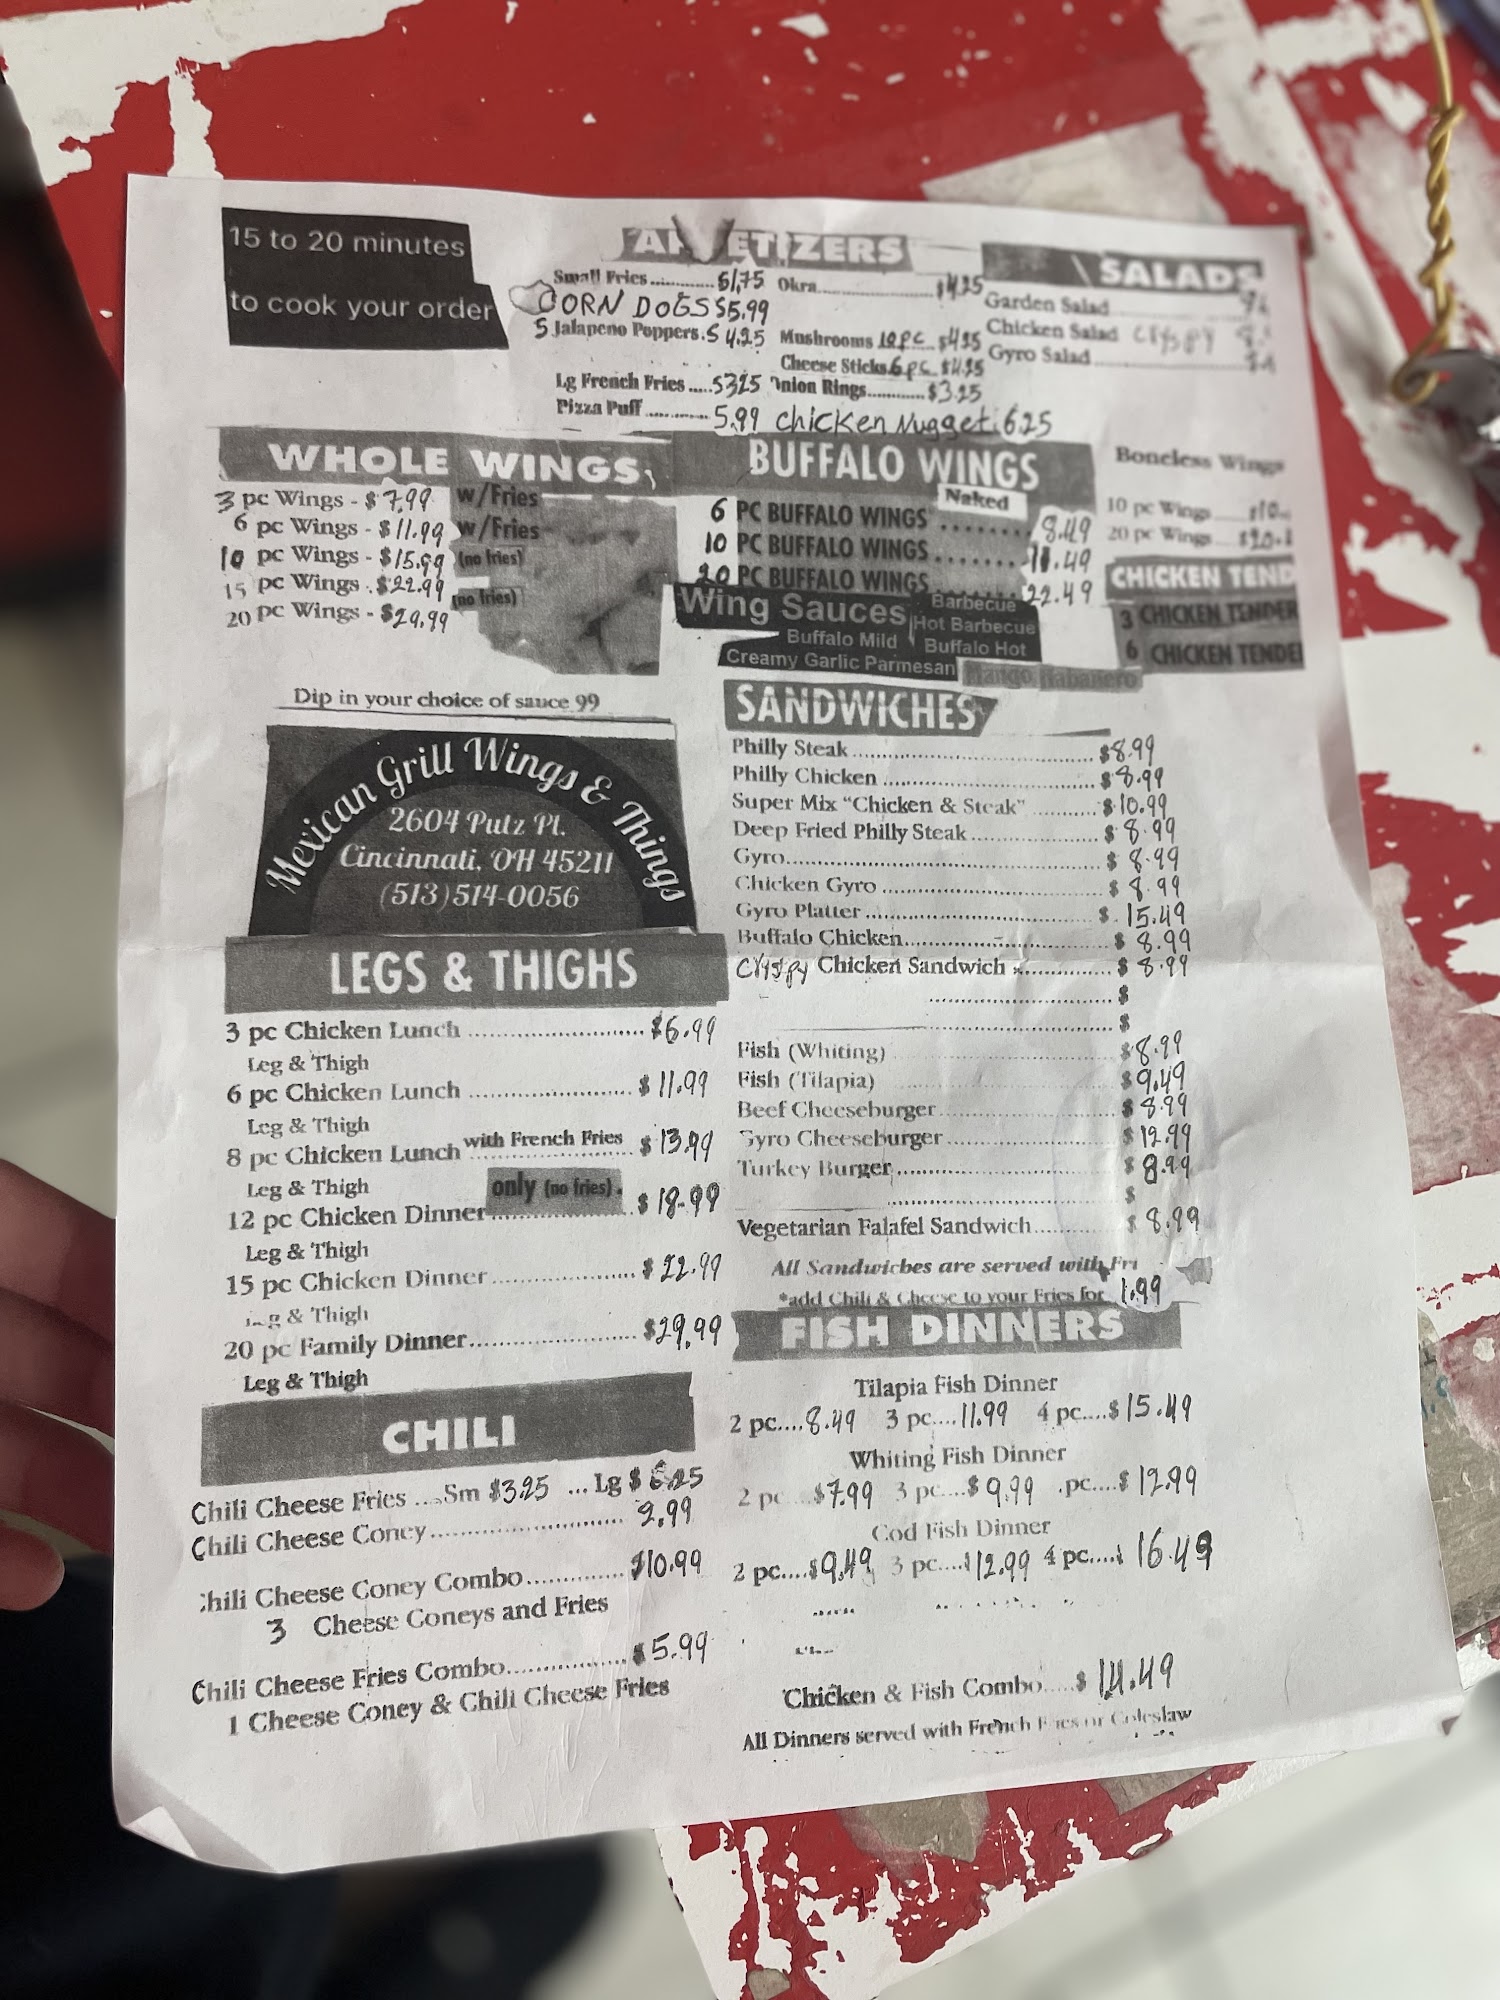 15 to 20 minutes
to cook your order
APPETIZERS
Small Fries ............ $1,75 Okra
CORN DOGS $5.99
5 Jalapeno Poppers. $ 4.25
Mushrooms 10 PC
Cheese Sticks 6 PC
Lg French Fries ..... $3.25 Onion Rings............ $3.25
Pizza Puff ............ 5.99 Chicken Nugget 6.25
SALADS
Garden Salad
Chicken Salad Cryspy
Gyro Salad
WHOLE WINGS
3 pc Wings - $ 7.99 w/Fries
6 pc Wings - $ 11.99 w/Fries
10 pc Wings - $15.99 (no fries)
15 pc Wings . $22.99
(no fries)
20 pc Wings - $29.99
Dip in your choice of sauce 99
BUFFALO WINGS
Naked
6 PC BUFFALO WINGS ....... 8.49
10 PC BUFFALO WINGS ....... 11.49
20 PC BUFFALO WINGS ....... 22.49
Wing Sauces
Barbecue
Hot Barbecue
Buffalo Mild
Buffalo Hot
Creamy Garlic Parmesan
Mango Habanero
Boneless Wings
10 pc Wings
20 pc Wings
CHICKEN TEND
3 CHICKEN TENDER
6 CHICKEN TENDE
Mexican Grill Wings & Things
2604 Putz Pl.
Cincinnati, OH 45211
(513)514-0056
LEGS & THIGHS
3 pc Chicken Lunch ............ $6.99
Leg & Thigh
6 pc Chicken Lunch ............ $ 11.99
Leg & Thigh
8 pc Chicken Lunch with French Fries $ 13.99
Leg & Thigh
only (no fries).
12 pc Chicken Dinner ............ $ 18.99
Leg & Thigh
15 pc Chicken Dinner ............ $ 22.99
Leg & Thigh
20 pc Family Dinner ............ $29.99
Leg & Thigh
CHILI
Chili Cheese Fries ....Sm $3.25 ... Lg $ 6.25
Chili Cheese Coney ............ 2.99
Chili Cheese Coney Combo ............ $10.99
3 Cheese Coneys and Fries
Chili Cheese Fries Combo ............ $5.99
1 Cheese Coney & Chili Cheese Fries
SANDWICHES
Philly Steak ............ $8.99
Philly Chicken ............ $8.99
Super Mix “Chicken & Steak” ............ $10.99
Deep Fried Philly Steak ............ $ 8.99
Gyro ............ $ 8.99
Chicken Gyro ............ $ 8.99
Gyro Platter ............ $ 15.49
Buffalo Chicken ............ $ 8.99
Cryspy Chicken Sandwich ............ $ 8.99
............ $
............ $
Fish (Whiting) ............ $8.99
Fish (Tilapia) ............ $9.49
Beef Cheeseburger ............ $ 8.99
Gyro Cheeseburger ............ $12.99
Turkey Burger ............ $ 8.99
............ $
Vegetarian Falafel Sandwich ............ $ 8.99
All Sandwiches are served with Fri
*add Chili & Cheese to your Fries for 1.99
FISH DINNERS
Tilapia Fish Dinner
2 pc....8.49 3 pc....11.99 4 pc....$15.49
Whiting Fish Dinner
2 pc ...$7.99 3 pc....$9.99 .pc....$ 12.99
Cod Fish Dinner
2 pc....$9.49 3 pc....$12.99 4 pc....$ 16.49
Chicken & Fish Combo.....$ 14.49
All Dinners served with French Fries or Coleslaw